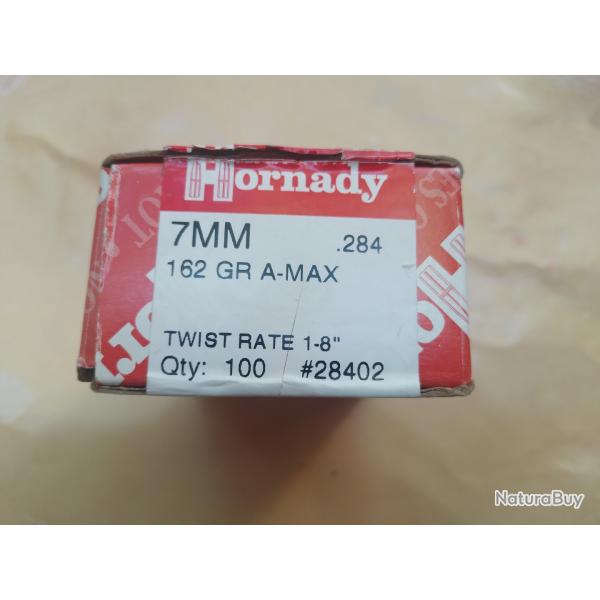 Hornady
7MM .284
162 GR A-MAX
TWIST RATE 1-8"
Qty: 100 #28402
NaturaBuy